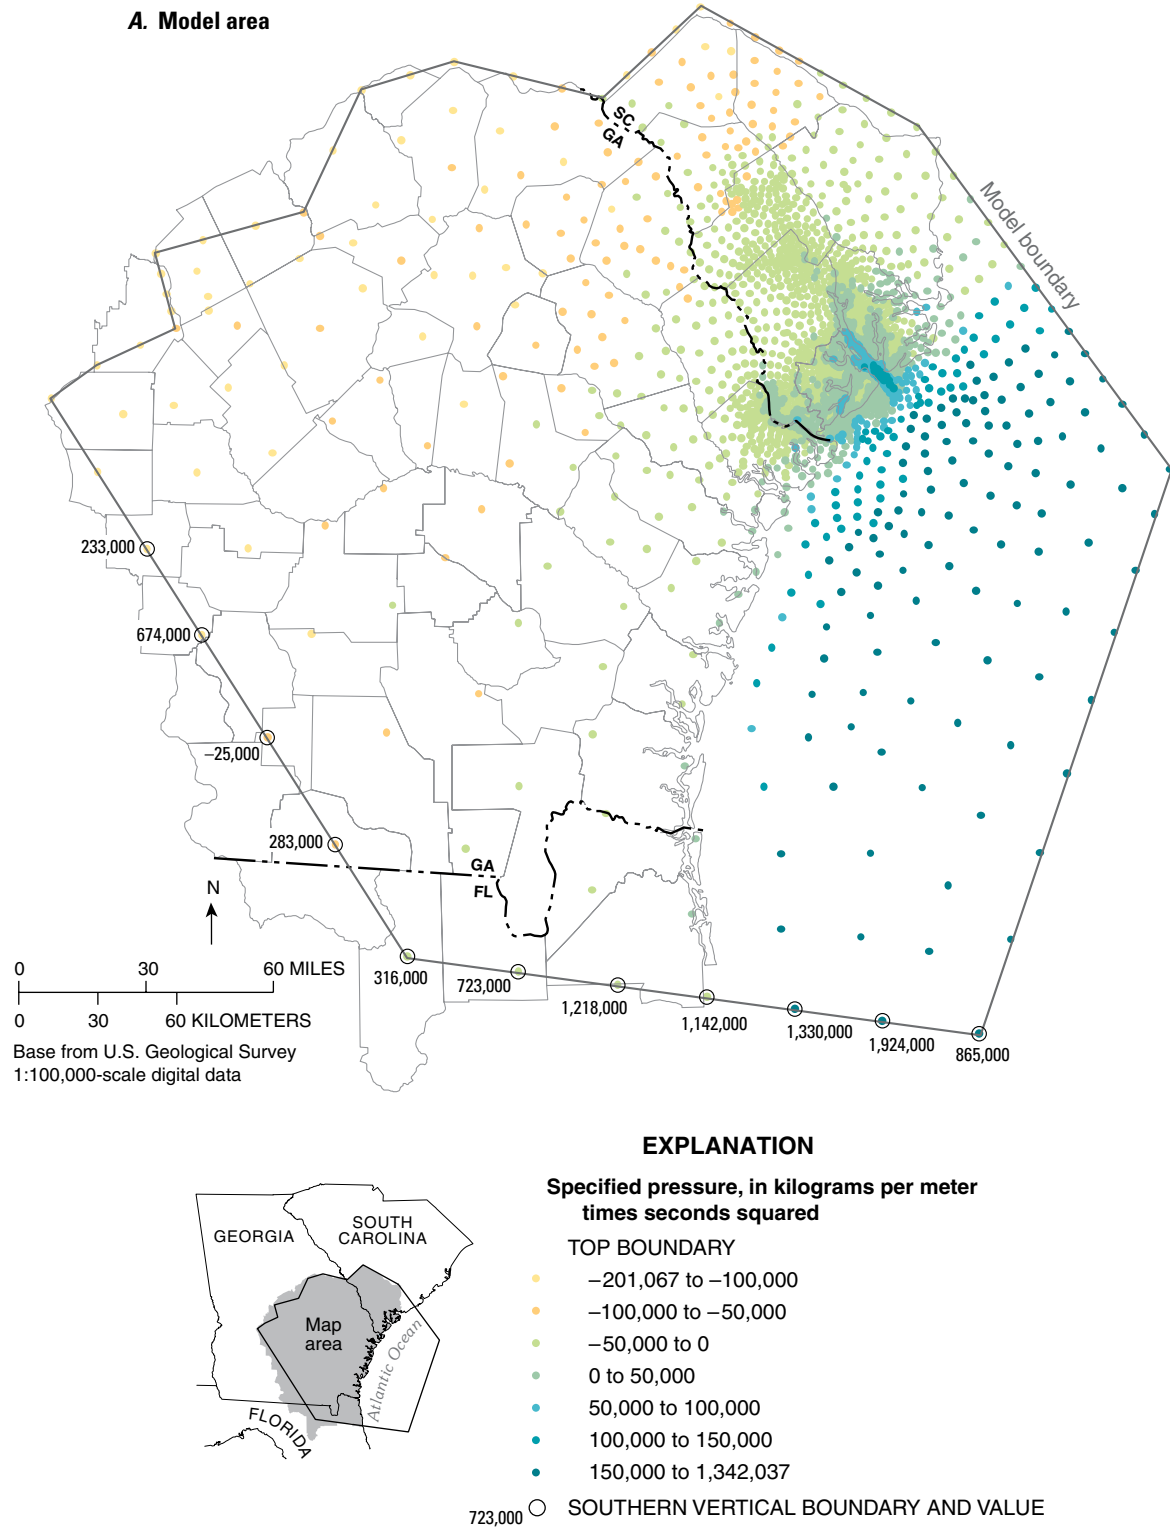 A. Model area
SC
GA
Model boundary
233,000
674,000
–25,000
283,000
GA
FL
N
316,000
723,000
1,218,000
1,142,000
1,330,000
1,924,000
865,000
0 30 60 MILES
0 30 60 KILOMETERS
Base from U.S. Geological Survey
1:100,000-scale digital data
EXPLANATION
Specified pressure, in kilograms per meter
times seconds squared
TOP BOUNDARY
–201,067 to –100,000
–100,000 to –50,000
–50,000 to 0
0 to 50,000
50,000 to 100,000
100,000 to 150,000
150,000 to 1,342,037
723,000 SOUTHERN VERTICAL BOUNDARY AND VALUE
GEORGIA
SOUTH
CAROLINA
Map
area
Atlantic Ocean
FLORIDA